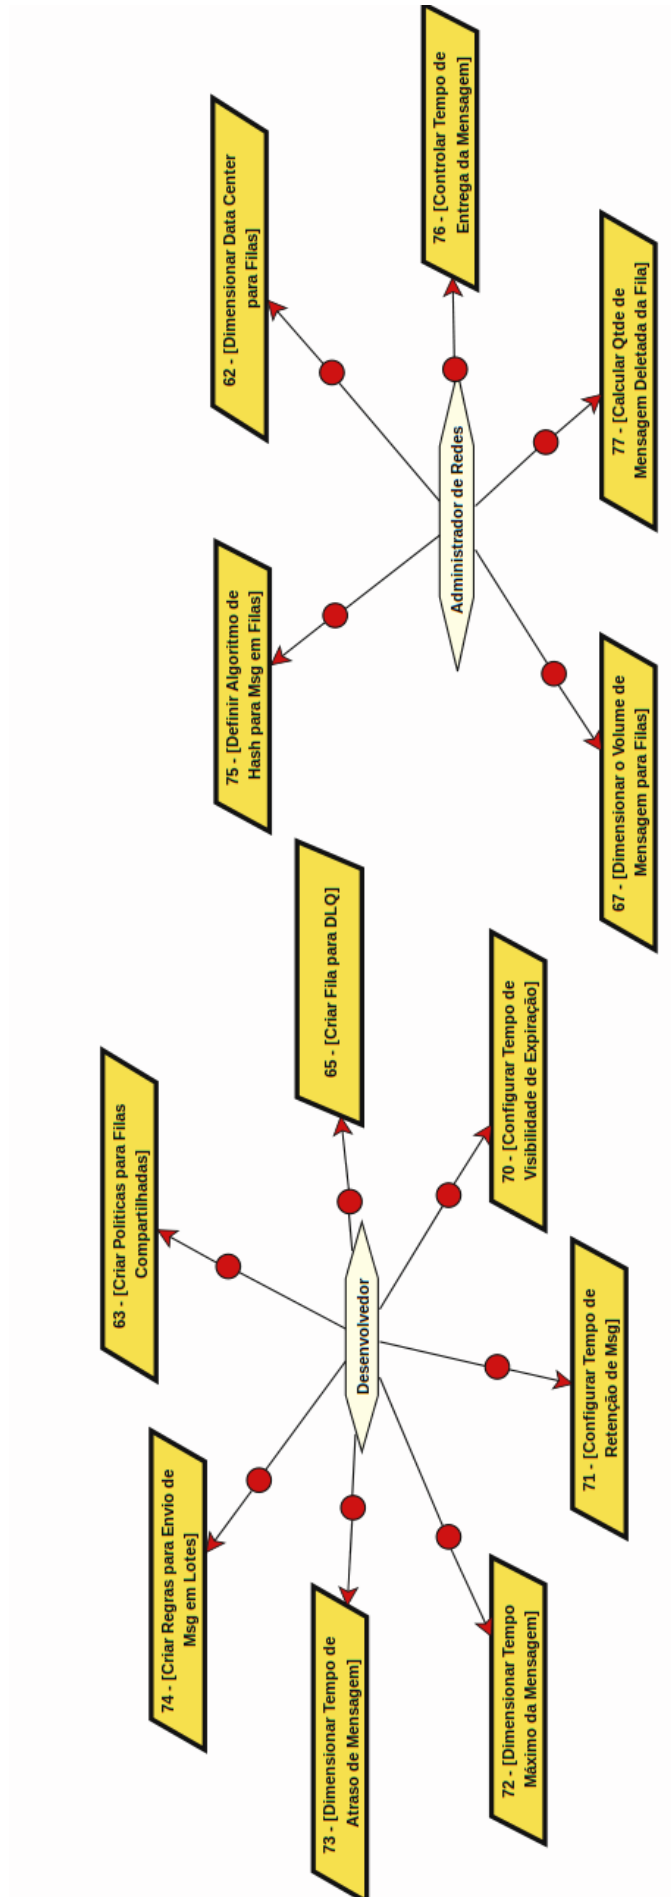 74 - [Criar Regras para Envio de
Msg em Lotes]
63 - [Criar Políticas para Filas
Compartilhadas]
73 - [Dimensionar Tempo de
Atraso de Mensagem]
Desenvolvedor
65 - [Criar Fila para DLQ]
72 - [Dimensionar Tempo
Máximo da Mensagem]
71 - [Configurar Tempo de
Retenção de Msg]
70 - [Configurar Tempo de
Visibilidade de Expiração]
75 - [Definir Algoritmo de
Hash para Msg em Filas]
62 - [Dimensionar Data Center
para Filas]
Administrador de Redes
76 - [Controlar Tempo de
Entrega da Mensagem]
67 - [Dimensionar o Volume de
Mensagem para Filas]
77 - [Calcular Qtde de
Mensagem Deletada da Fila]